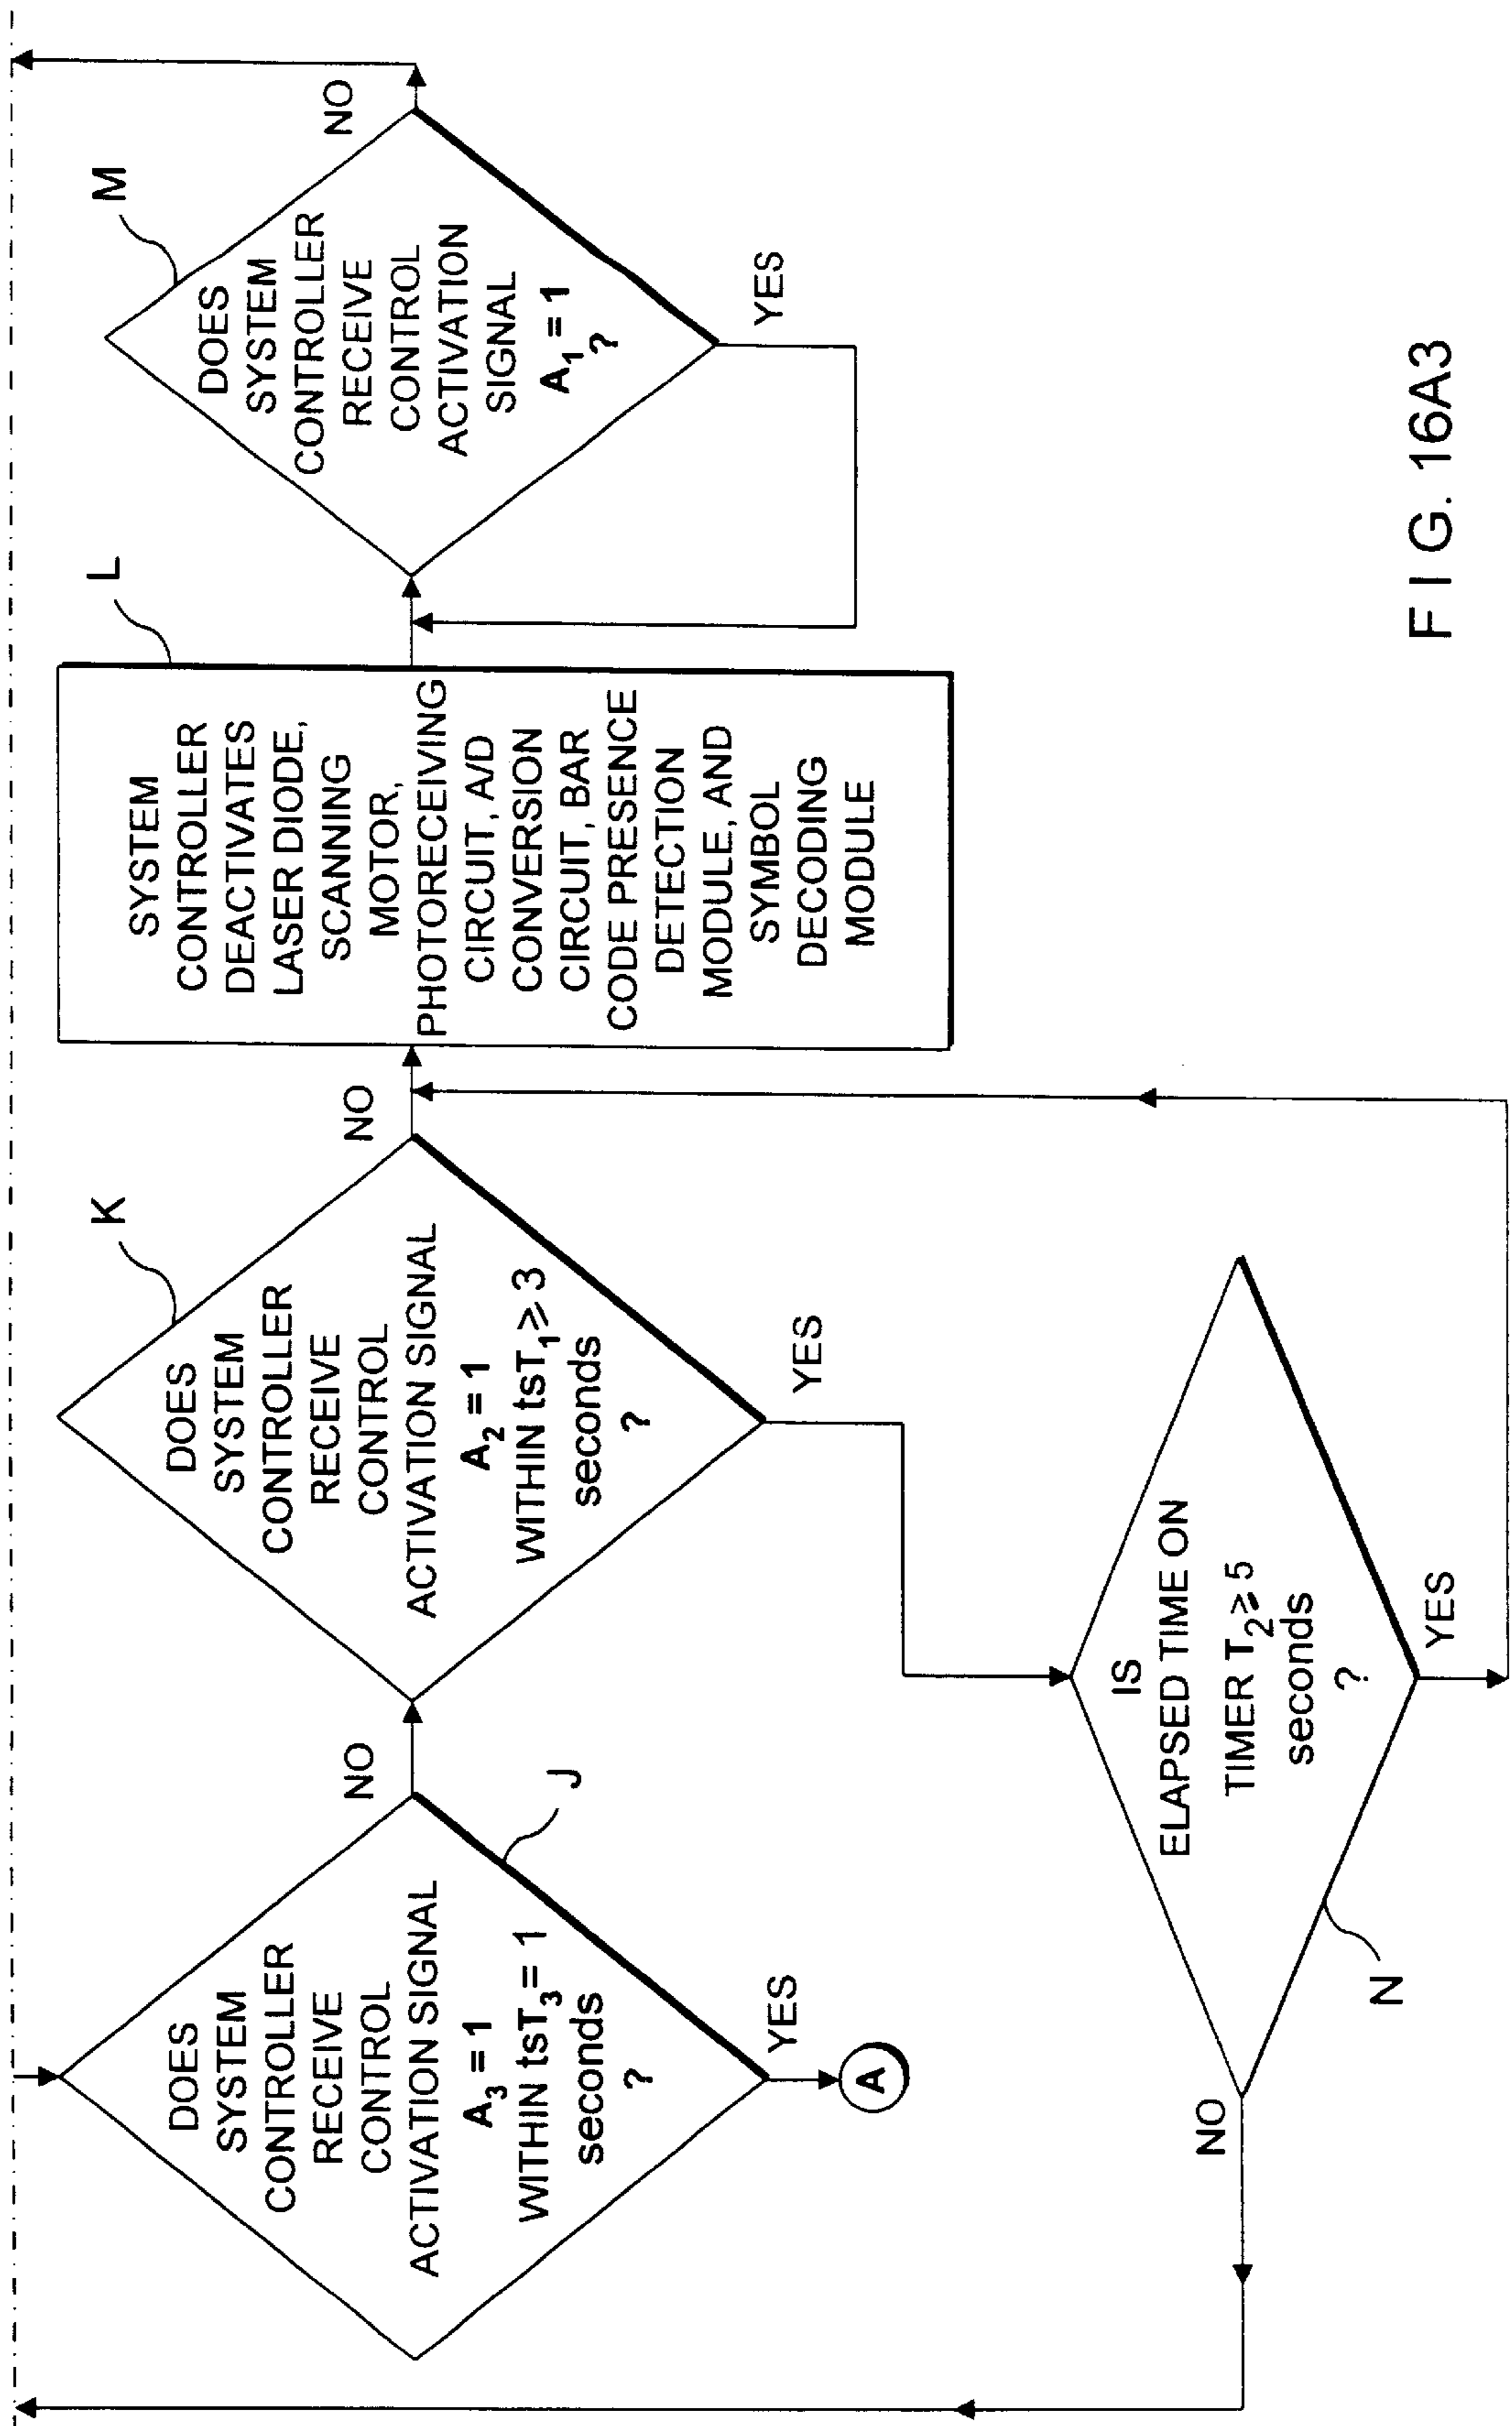 DOES
SYSTEM
CONTROLLER
RECEIVE
CONTROL
ACTIVATION SIGNAL
A₃ = 1
WITHIN tsT₃ = 1
seconds
?
J
NO
YES
A
DOES
SYSTEM
CONTROLLER
RECEIVE
CONTROL
ACTIVATION SIGNAL
A₂ = 1
WITHIN tsT₁ ≥ 3
seconds
?
K
NO
YES
SYSTEM
CONTROLLER
DEACTIVATES
LASER DIODE,
SCANNING
MOTOR,
PHOTORECEIVING
CIRCUIT, A/D
CONVERSION
CIRCUIT, BAR
CODE PRESENCE
DETECTION
MODULE, AND
SYMBOL
DECODING
MODULE
L
DOES
SYSTEM
CONTROLLER
RECEIVE
CONTROL
ACTIVATION
SIGNAL
A₁ = 1
?
M
NO
YES
IS
ELAPSED TIME ON
TIMER T₂ ≥ 5
seconds
?
N
NO
YES
FIG. 16A3